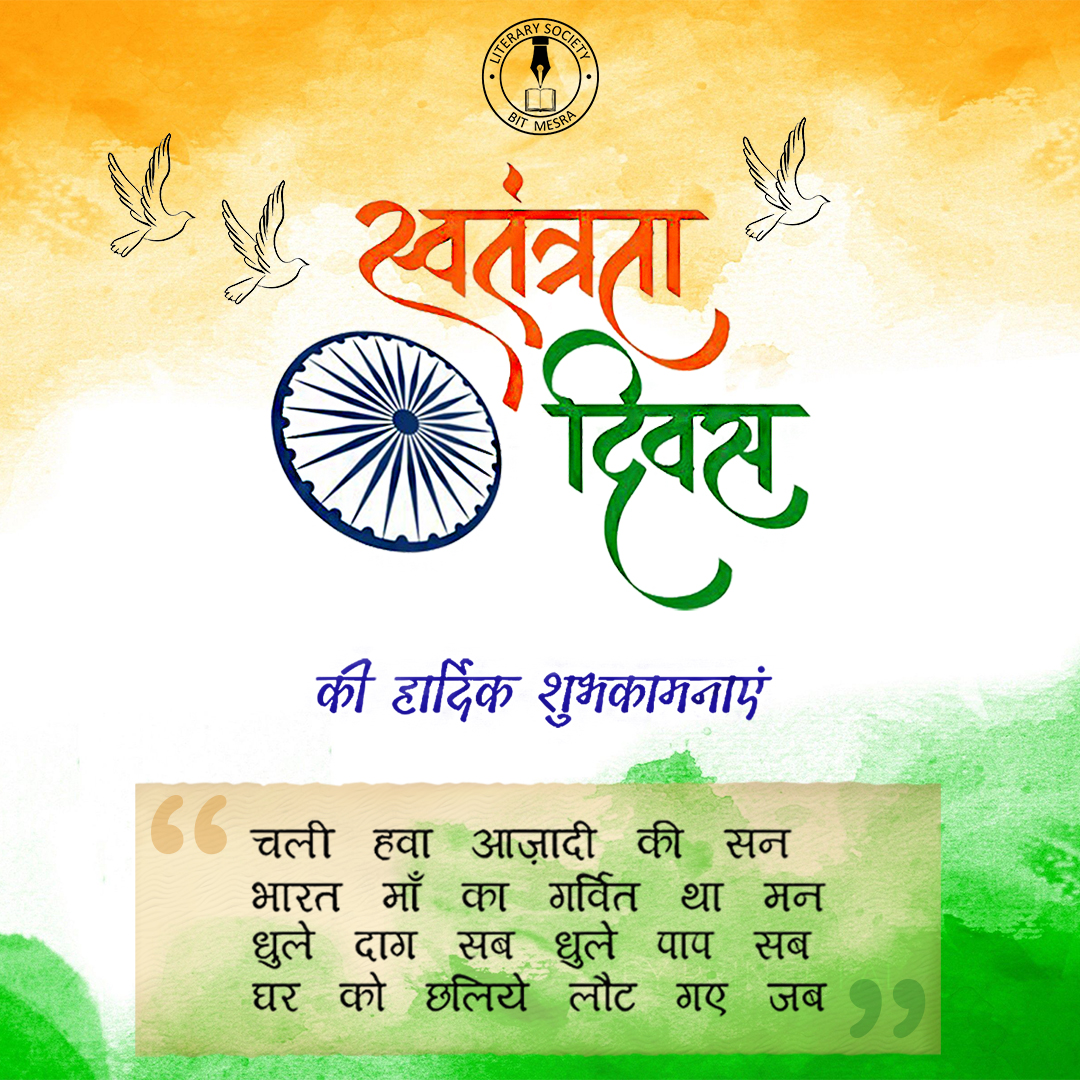 LITERARY SOCIETY
BIT MESRA
स्वतंत्रता
दिवस
की हार्दिक शुभकामनाएं
“चली हवा आज़ादी की सन
भारत माँ का गर्वित था मन
धुले दाग सब धुले पाप सब
घर को छलिये लौट गए जब”